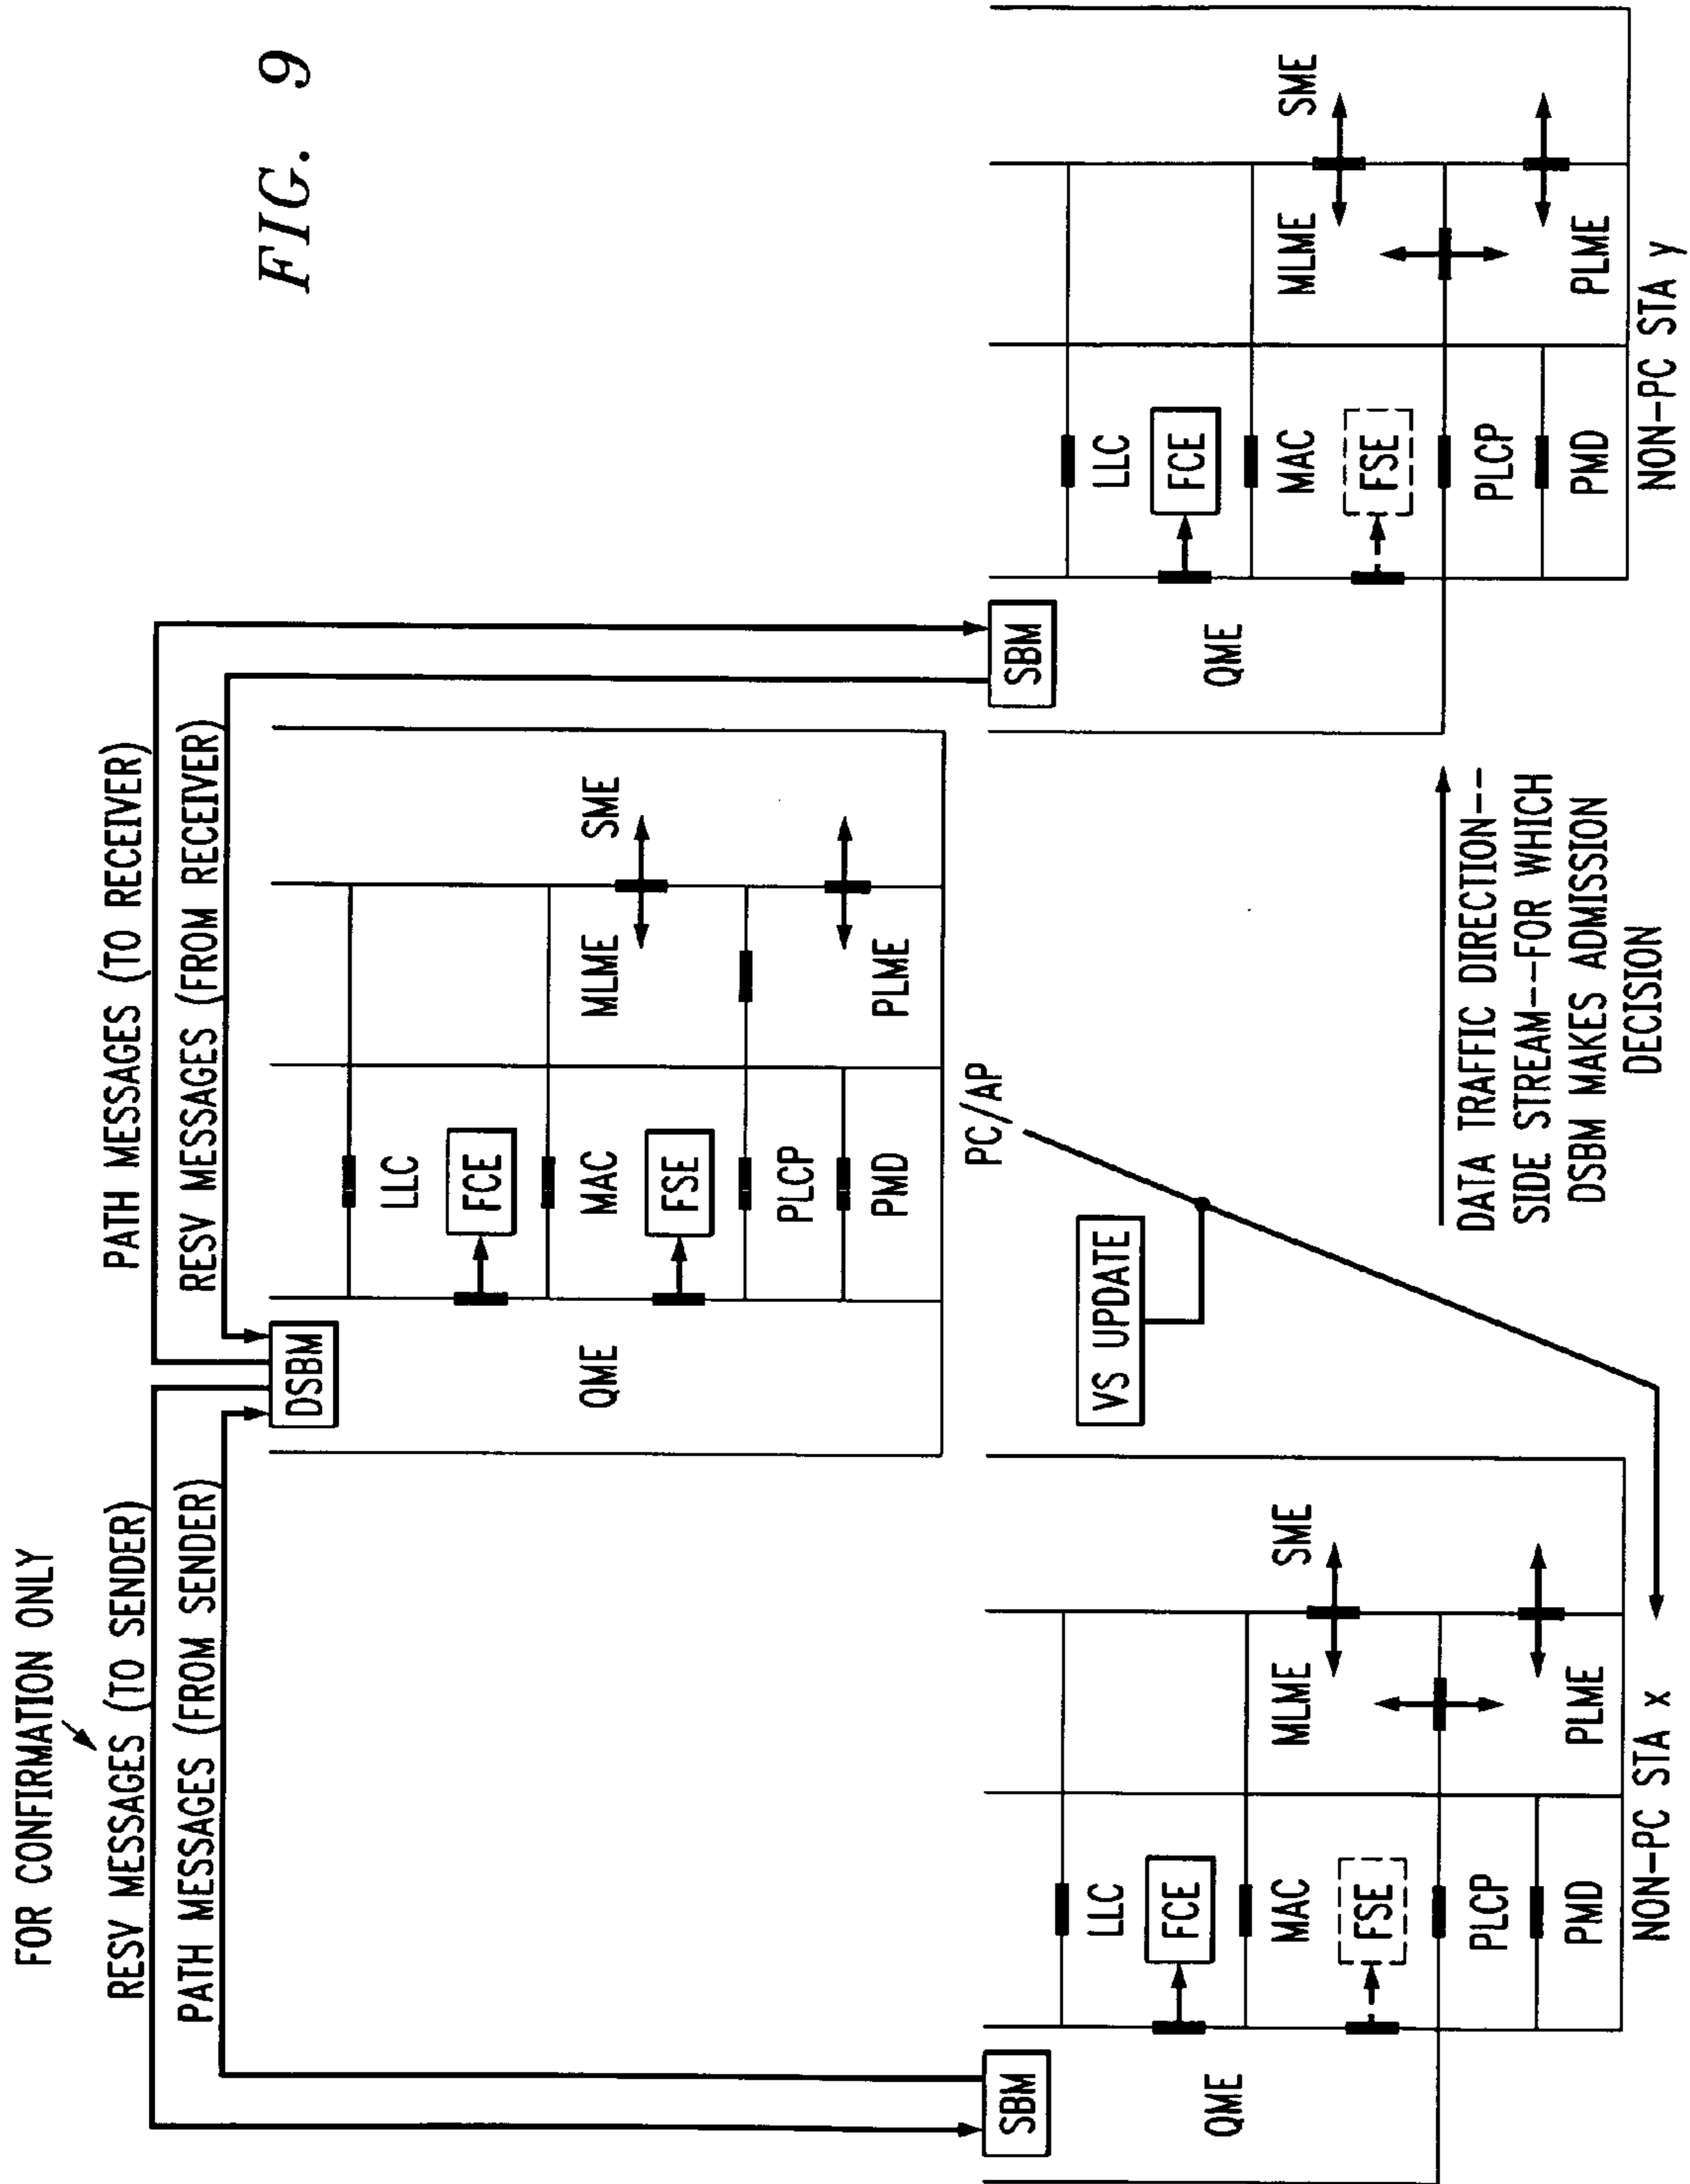 FIG. 9
FOR CONFIRMATION ONLY
RESV MESSAGES (TO SENDER)
PATH MESSAGES (FROM SENDER)
PATH MESSAGES (TO RECEIVER)
RESV MESSAGES (FROM RECEIVER)
DSBM
QME
LLC
FCE
MAC
FSE
PLCP
PMD
MLME
SME
PLME
PC/AP
VS UPDATE
SBM
QME
LLC
FCE
MAC
FSE
PLCP
PMD
MLME
SME
PLME
NON-PC STA x
DATA TRAFFIC DIRECTION--
SIDE STREAM--FOR WHICH
DSBM MAKES ADMISSION
DECISION
SBM
QME
LLC
FCE
MAC
FSE
PLCP
PMD
MLME
SME
PLME
NON-PC STA y